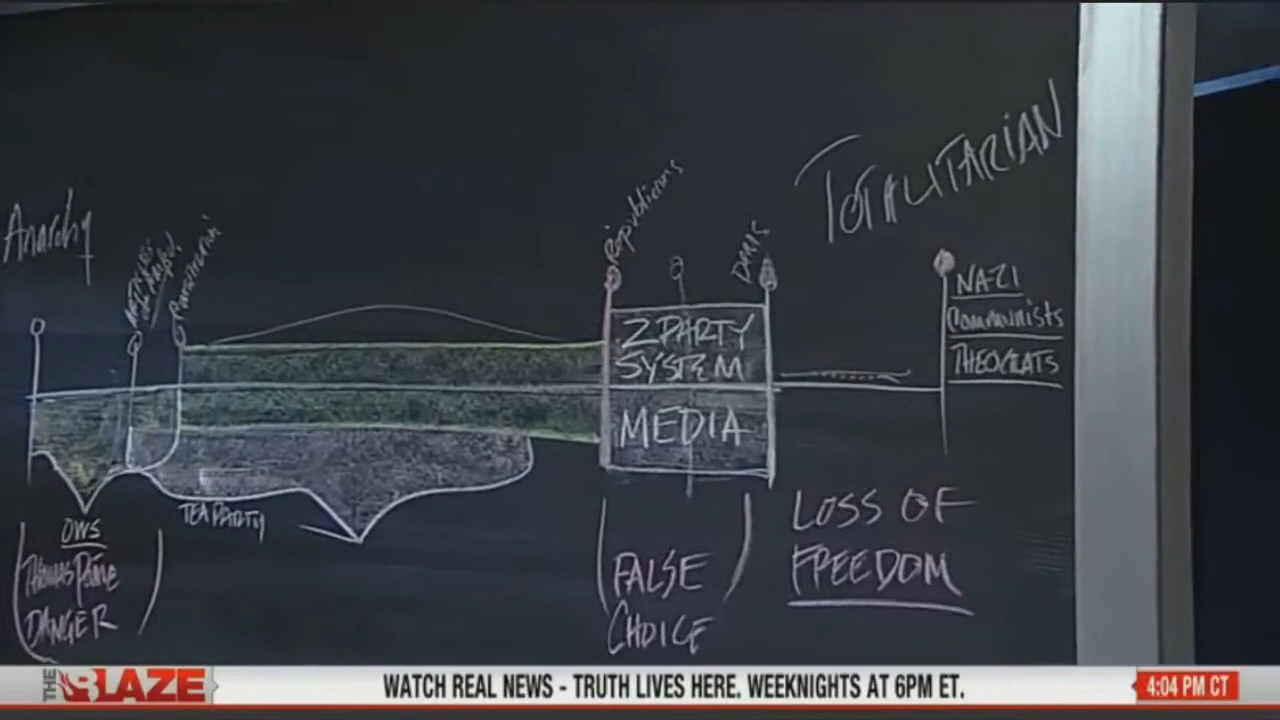 Anarchy
Articles
Constitution
Republicans
DEMS
TOTALITARIAN
NAZI
Communists
THEOCRATS
2 PARTY
SYSTEM
MEDIA
TEA PARTY
OWS
THOMAS PAINE
DANGER
FALSE
CHOICE
LOSS OF
FREEDOM
THE BLAZE
WATCH REAL NEWS - TRUTH LIVES HERE. WEEKNIGHTS AT 6PM ET.
4:04 PM CT